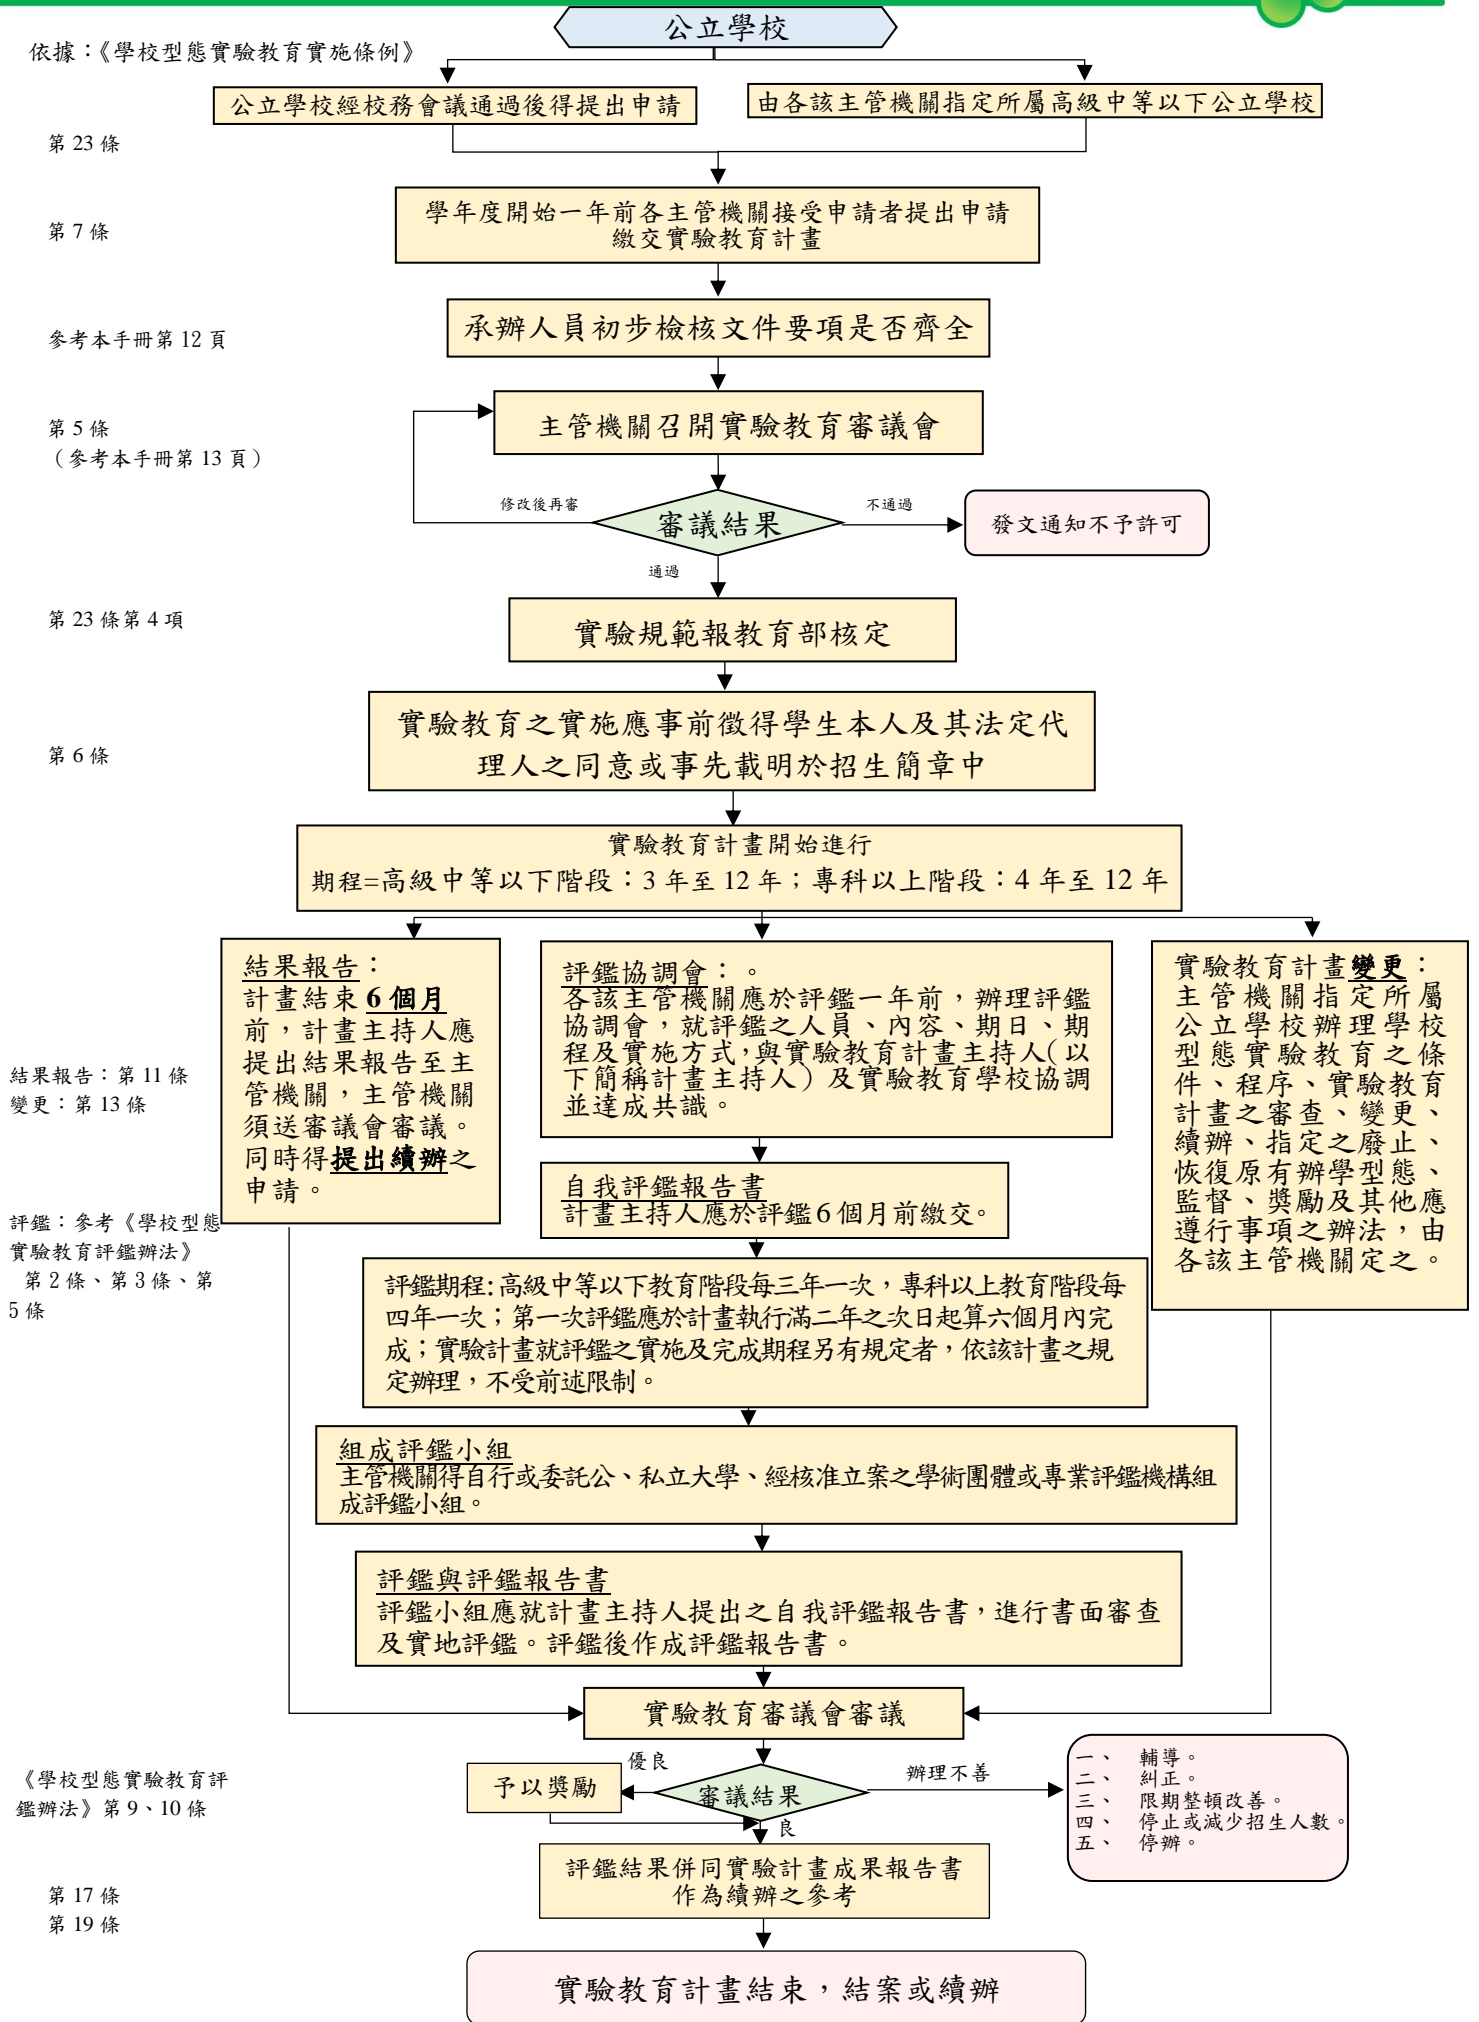 公立學校
依據：《學校型態實驗教育實施條例》
公立學校經校務會議通過後得提出申請
由各該主管機關指定所屬高級中等以下公立學校
第 23 條
學年度開始一年前各主管機關接受申請者提出申請
繳交實驗教育計畫
第 7 條
承辦人員初步檢核文件要項是否齊全
參考本手冊第 12 頁
主管機關召開實驗教育審議會
第 5 條
（參考本手冊第 13 頁）
修改後再審
審議結果
不通過
發文通知不予許可
通過
第 23 條第 4 項
實驗規範報教育部核定
實驗教育之實施應事前徵得學生本人及其法定代
理人之同意或事先載明於招生簡章中
第 6 條
實驗教育計畫開始進行
期程=高級中等以下階段：3 年至 12 年；專科以上階段：4 年至 12 年
結果報告：
計畫結束 6 個月
前，計畫主持人應
提出結果報告至主
管機關，主管機關
須送審議會審議。
同時得提出續辦之
申請。
評鑑協調會：。
各該主管機關應於評鑑一年前，辦理評鑑
協調會，就評鑑之人員、內容、期日、期
程及實施方式，與實驗教育計畫主持人（以
下簡稱計畫主持人）及實驗教育學校協調
並達成共識。
實驗教育計畫變更：
主管機關指定所屬
公立學校辦理學校
型態實驗教育之條
件、程序、實驗教育
計畫之審查、變更、
續辦、指定之廢止、
恢復原有辦學型態、
監督、獎勵及其他應
遵行事項之辦法，由
各該主管機關定之。
結果報告：第 11 條
變更：第 13 條
自我評鑑報告書
計畫主持人應於評鑑 6 個月前繳交。
評鑑：參考《學校型態
實驗教育評鑑辦法》
第 2 條、第 3 條、第
5 條
評鑑期程:高級中等以下教育階段每三年一次，專科以上教育階段每
四年一次；第一次評鑑應於計畫執行滿二年之次日起算六個月內完
成；實驗計畫就評鑑之實施及完成期程另有規定者，依該計畫之規
定辦理，不受前述限制。
組成評鑑小組
主管機關得自行或委託公、私立大學、經核准立案之學術團體或專業評鑑機構組
成評鑑小組。
評鑑與評鑑報告書
評鑑小組應就計畫主持人提出之自我評鑑報告書，進行書面審查
及實地評鑑。評鑑後作成評鑑報告書。
實驗教育審議會審議
《學校型態實驗教育評
鑑辦法》第 9、10 條
予以獎勵
優良
審議結果
辦理不善
一、 輔導。
二、 糾正。
三、 限期整頓改善。
四、 停止或減少招生人數。
五、 停辦。
良
評鑑結果併同實驗計畫成果報告書
作為續辦之參考
第 17 條
第 19 條
實驗教育計畫結束，結案或續辦